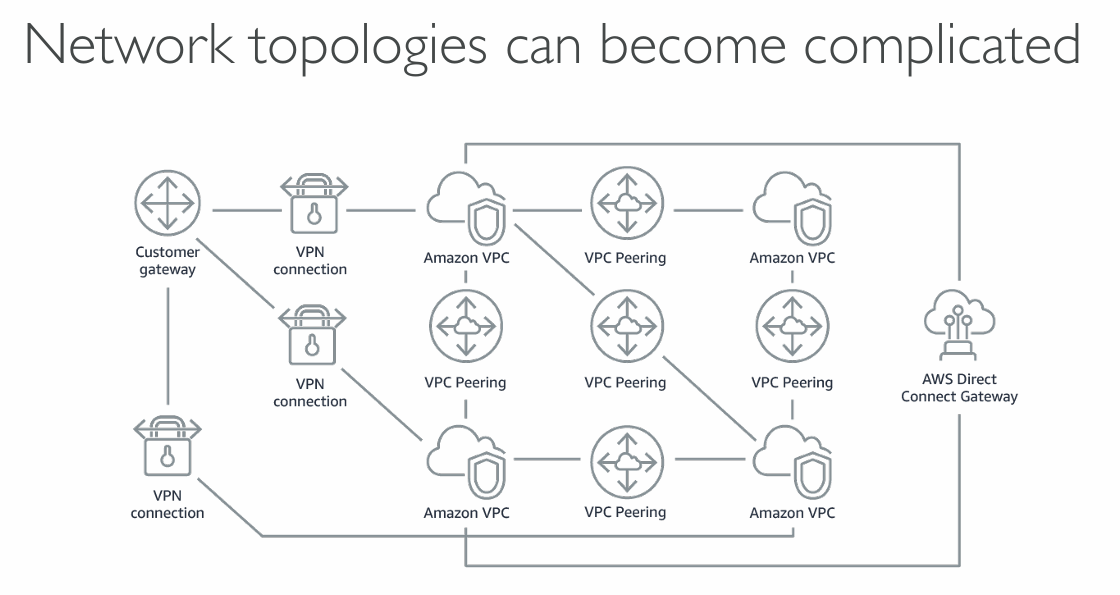 Network topologies can become complicated
Customer
gateway
VPN
connection
Amazon VPC
VPC Peering
Amazon VPC
VPN
connection
VPC Peering
VPC Peering
VPC Peering
AWS Direct
Connect Gateway
VPN
connection
Amazon VPC
VPC Peering
Amazon VPC